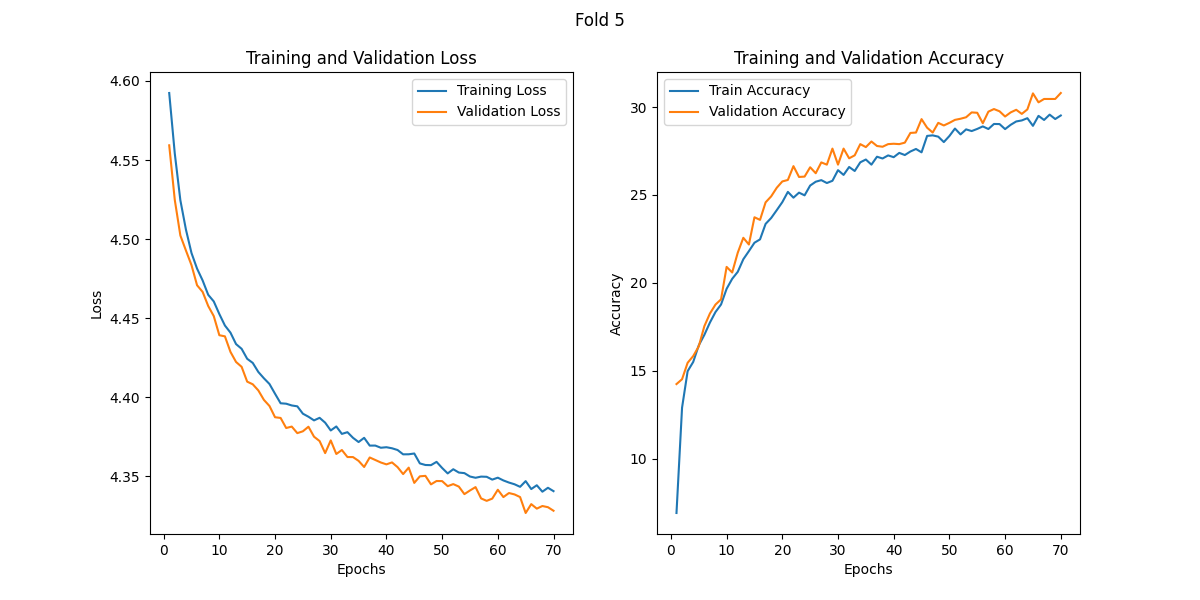 Fold 5
Training and Validation Loss
Training Loss
Validation Loss
4.60
4.55
4.50
4.45
4.40
4.35
Loss
0 10 20 30 40 50 60 70
Epochs
Training and Validation Accuracy
Train Accuracy
Validation Accuracy
30
25
20
15
10
Accuracy
0 10 20 30 40 50 60 70
Epochs